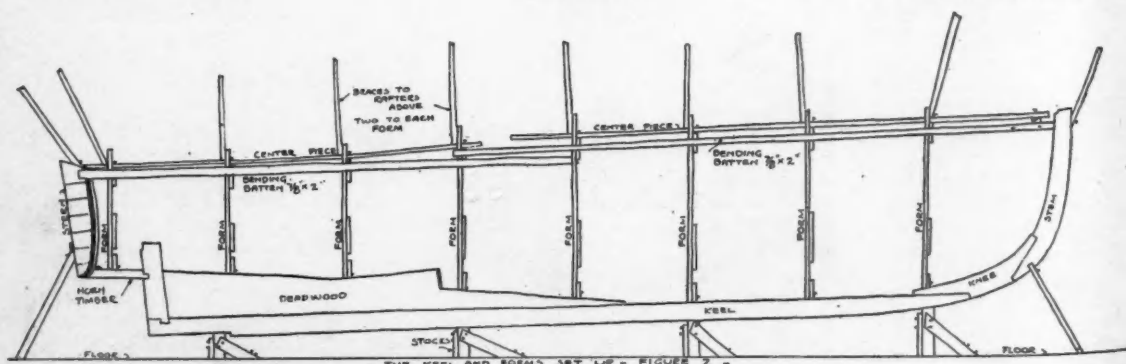 BRACES TO
RAFTERS
ABOVE
TWO TO EACH
FORM
CENTER PIECE
CENTER PIECE
BENDING
BATTEN 7/8" x 2"
BENDING
BATTEN 7/8" x 2"
STERN
FORM
FORM
FORM
FORM
FORM
FORM
FORM
FORM
STEM
HORN
TIMBER
DEADWOOD
KNEE
KEEL
STOCKS
FLOOR
FLOOR
THE KEEL AND FORMS SET UP - FIGURE 2 -